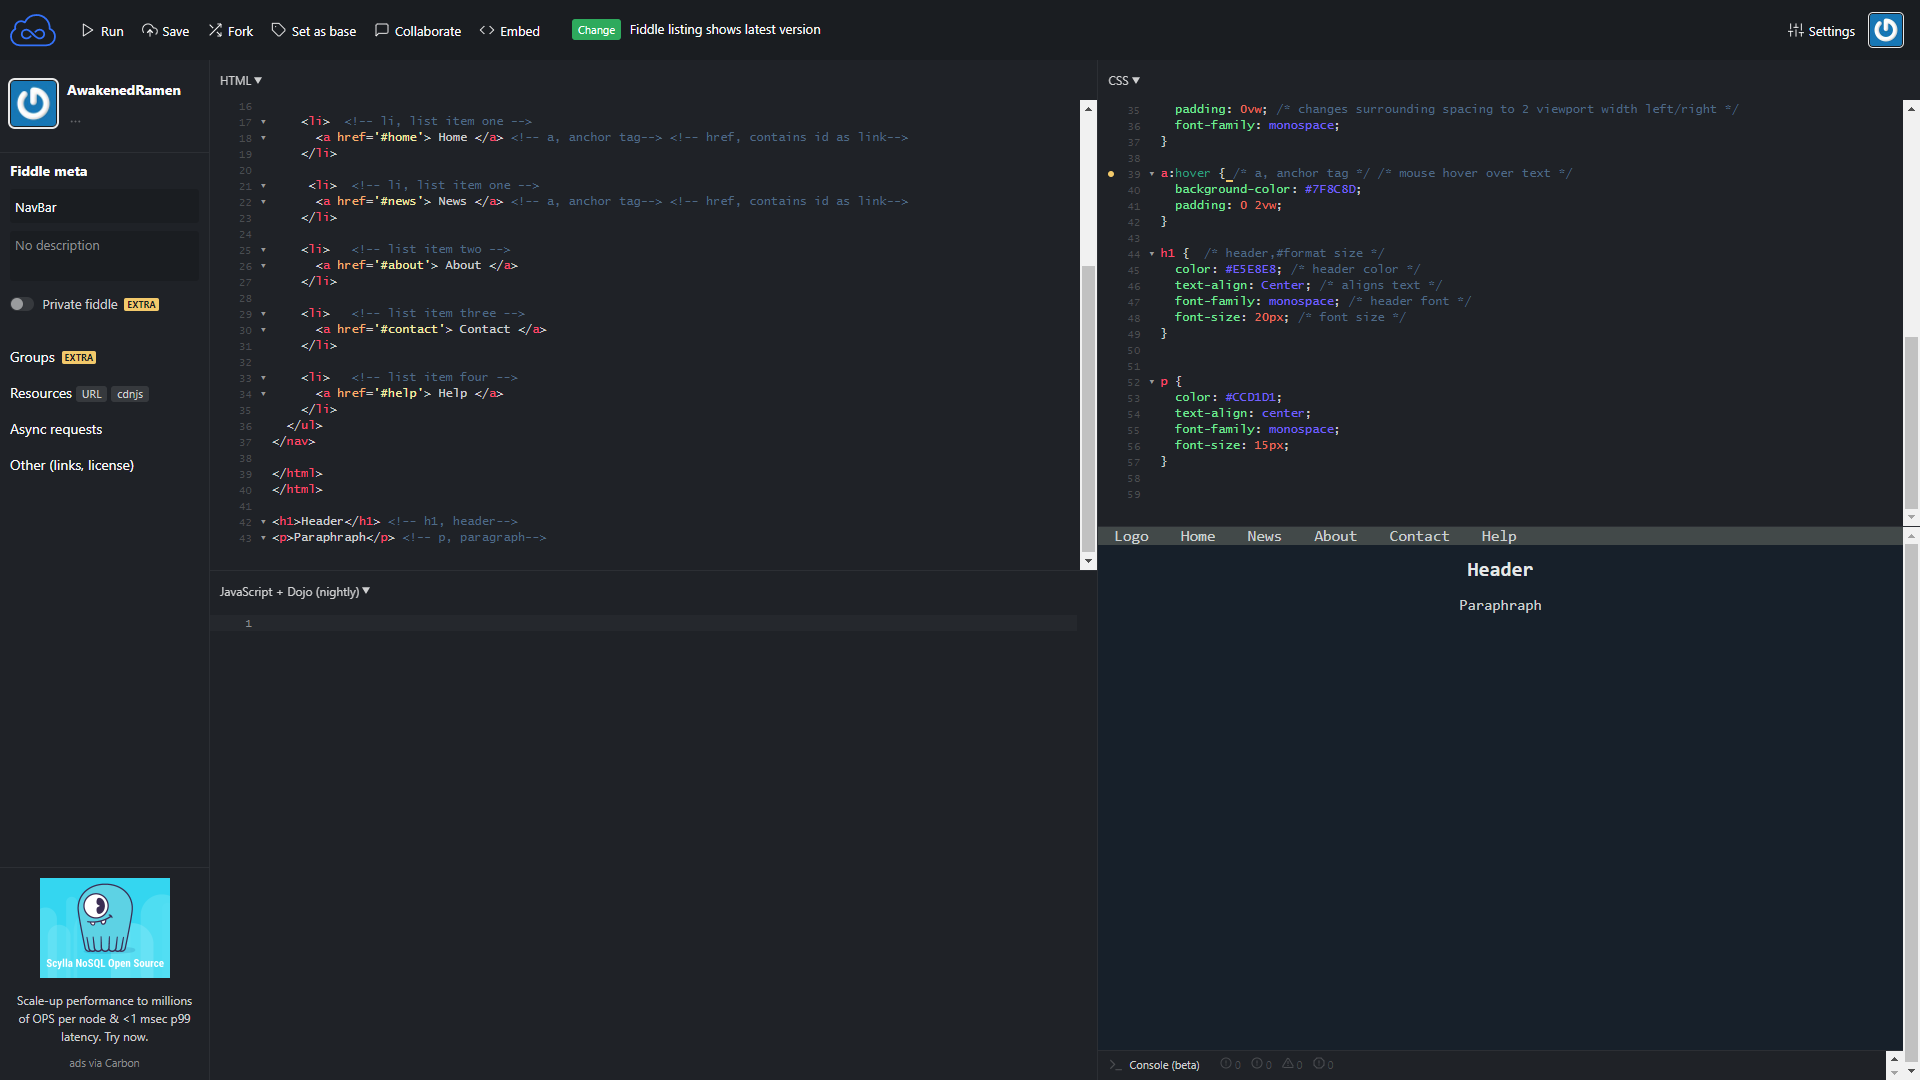 Run Save Fork Set as base Collaborate Embed Change Fiddle listing shows latest version Settings
AwakenedRamen
...
Fiddle meta
NavBar
No description
Private fiddle EXTRA
Groups EXTRA
Resources URL cdnjs
Async requests
Other (links, license)
Scylla NoSQL Open Source
Scale-up performance to millions
of OPS per node & <1 msec p99
latency. Try now.
ads via Carbon
HTML
16
17 <li>  <!-- li, list item one -->
18 <a href='#home'> Home </a> <!-- a, anchor tag--> <!-- href, contains id as link-->
19 </li>
20
21 <li>  <!-- li, list item one -->
22 <a href='#news'> News </a> <!-- a, anchor tag--> <!-- href, contains id as link-->
23 </li>
24
25 <li>   <!-- list item two -->
26 <a href='#about'> About </a>
27 </li>
28
29 <li>   <!-- list item three -->
30 <a href='#contact'> Contact </a>
31 </li>
32
33 <li>   <!-- list item four -->
34 <a href='#help'> Help </a>
35 </li>
36 </ul>
37 </nav>
38
39 </html>
40 </html>
41
42 <h1>Header</h1> <!-- h1, header-->
43 <p>Paraphraph</p> <!-- p, paragraph-->
JavaScript + Dojo (nightly)
1
CSS
35 padding: 0vw; /* changes surrounding spacing to 2 viewport width left/right */
36 font-family: monospace;
37 }
38
39 a:hover { /* a, anchor tag */ /* mouse hover over text */
40 background-color: #7F8C8D;
41 padding: 0 2vw;
42 }
43
44 h1 {  /* header,#format size */
45 color: #E5E8E8; /* header color */
46 text-align: Center; /* aligns text */
47 font-family: monospace; /* header font */
48 font-size: 20px; /* font size */
49 }
50
51
52 p {
53 color: #CCD1D1;
54 text-align: center;
55 font-family: monospace;
56 font-size: 15px;
57 }
58
59
Logo Home News About Contact Help
Header
Paraphraph
>_ Console (beta) 0 0 0 0